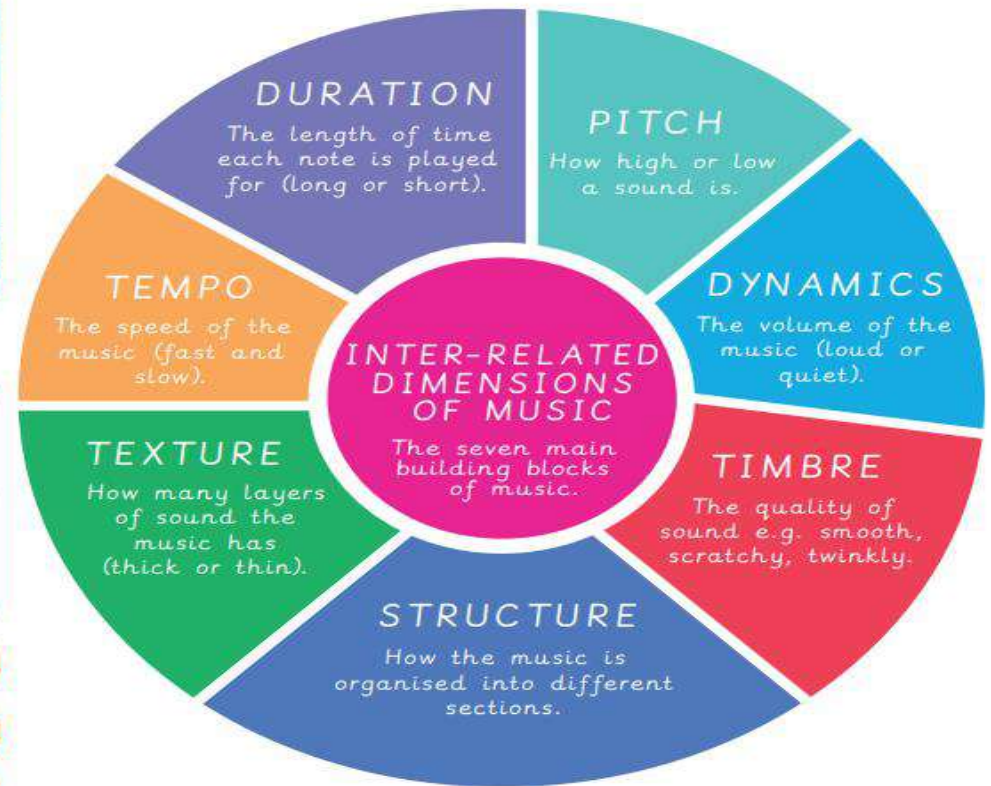 DURATION
The length of time
each note is played
for (long or short).
PITCH
How high or low
a sound is.
DYNAMICS
The volume of the
music (loud or
quiet).
TIMBRE
The quality of
sound e.g. smooth,
scratchy, twinkly.
STRUCTURE
How the music is
organised into different
sections.
TEXTURE
How many layers
of sound the
music has
(thick or thin).
TEMPO
The speed of the
music (fast and
slow).
INTER-RELATED
DIMENSIONS
OF MUSIC
The seven main
building blocks
of music.